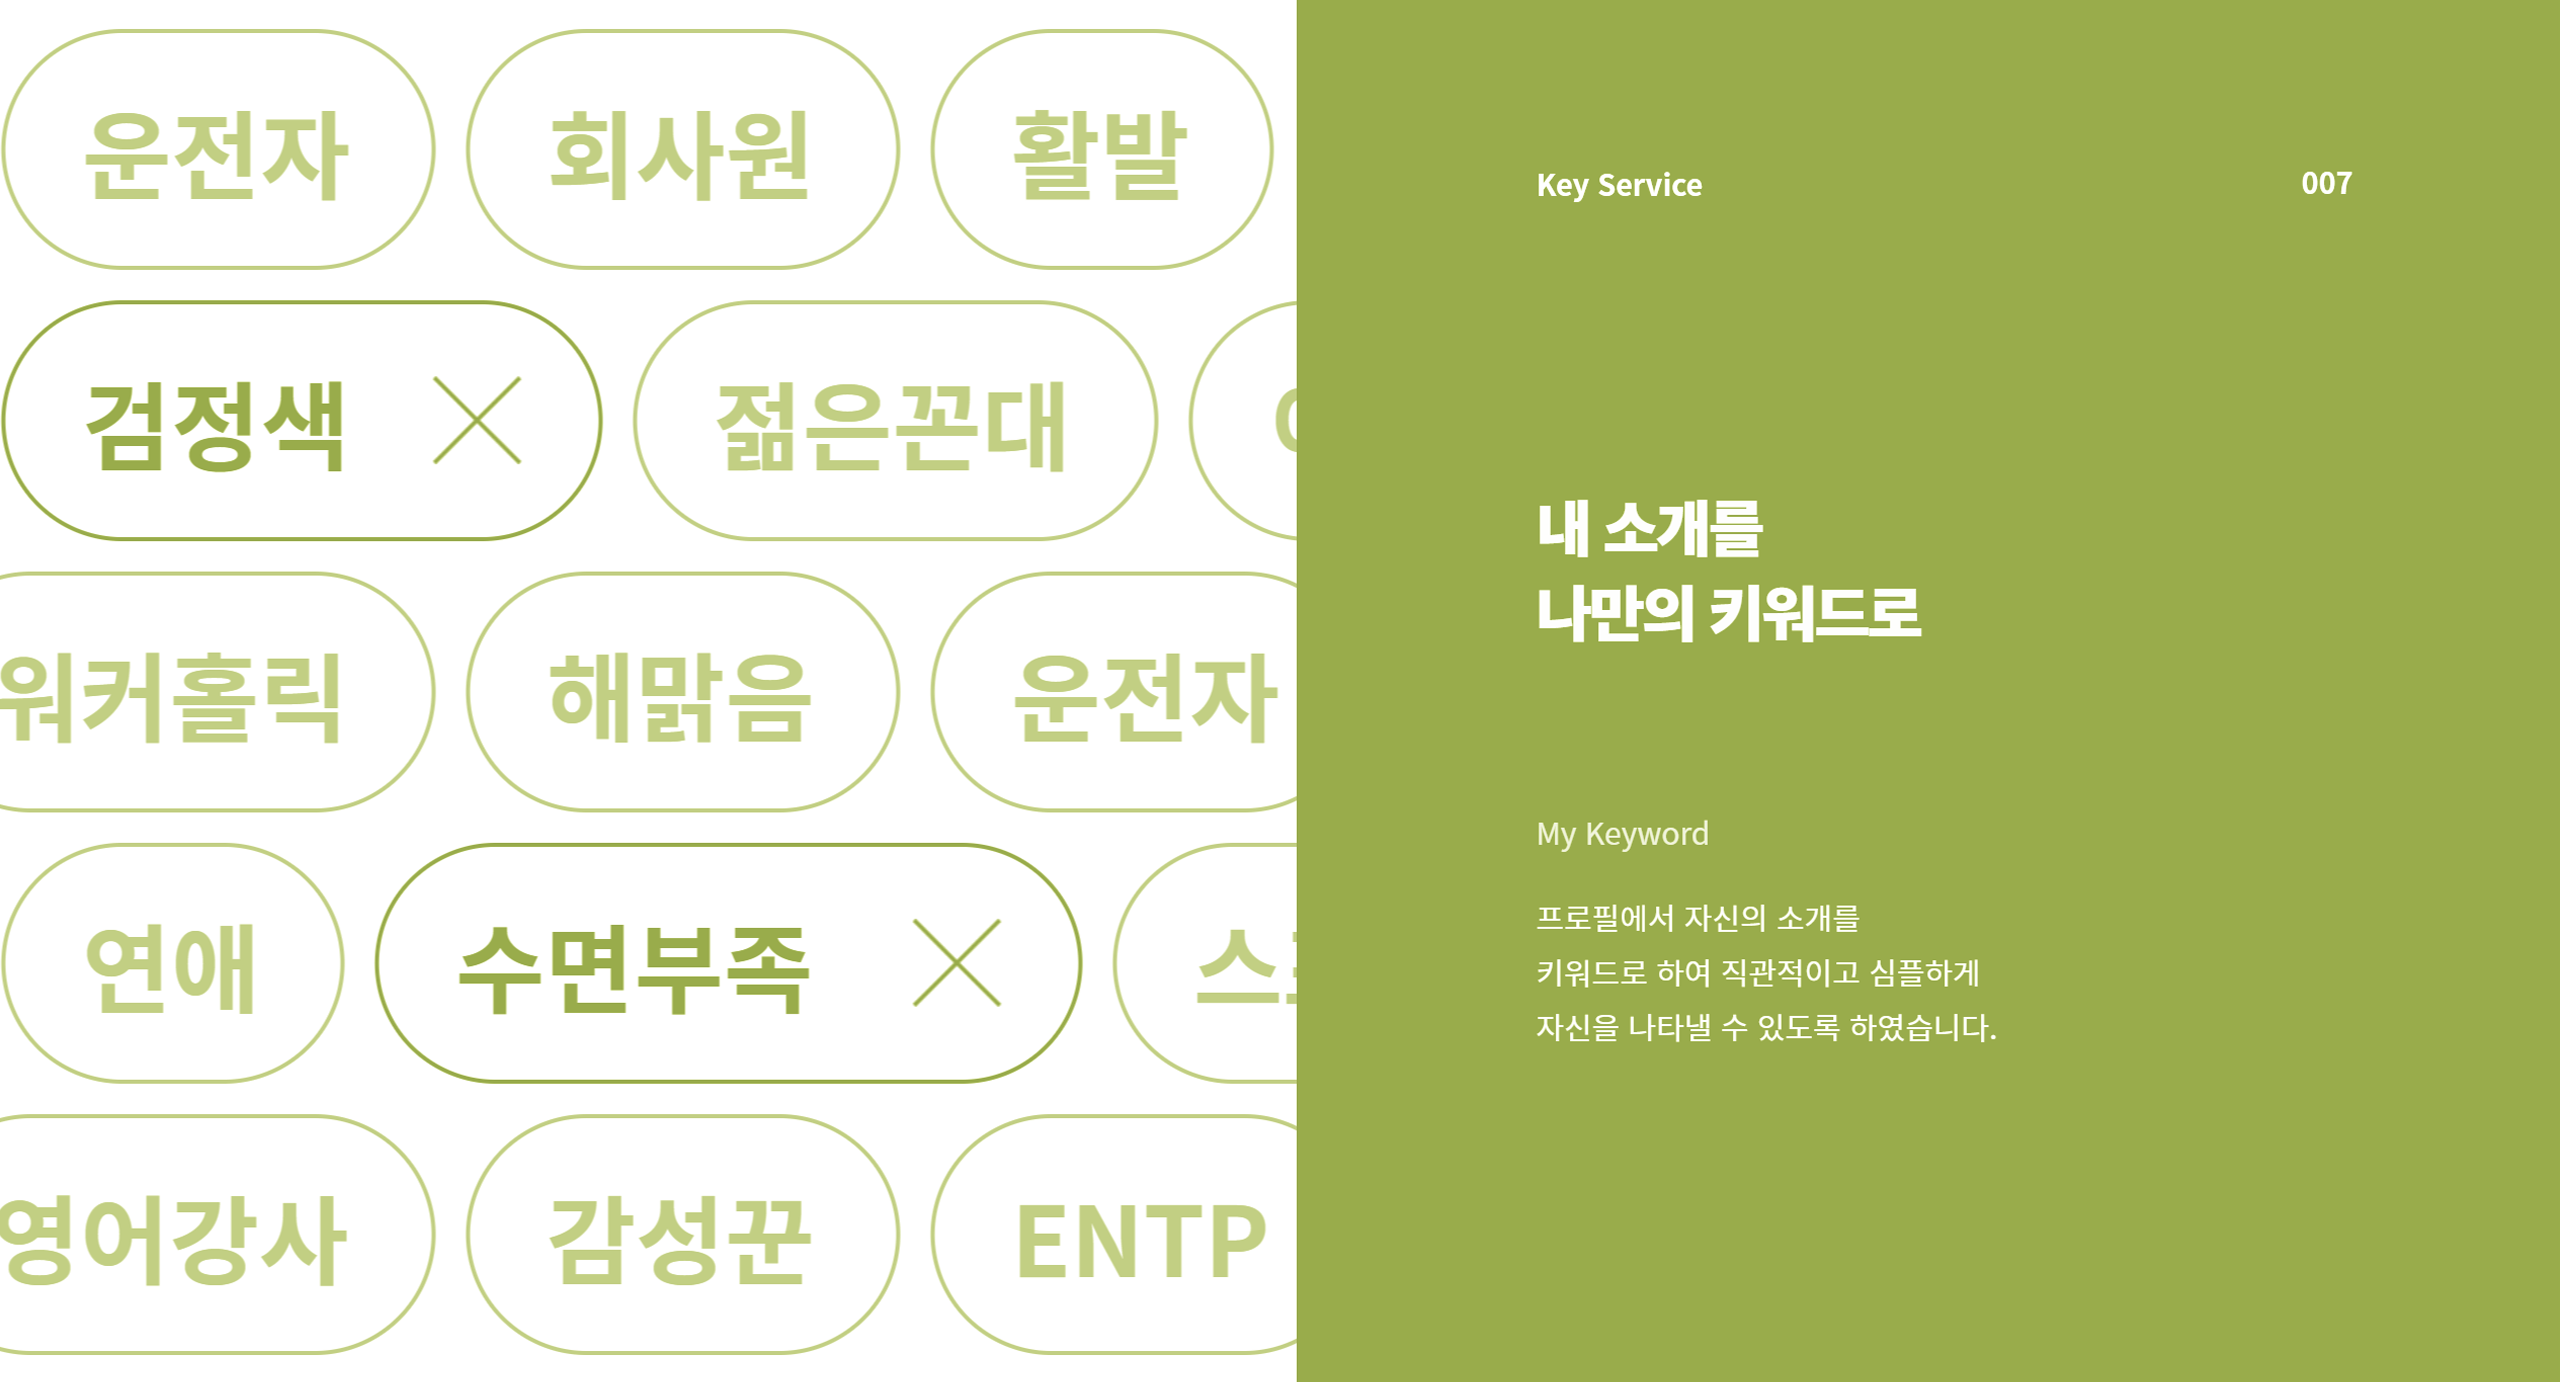 운전자 회사원 활발
검정색 젊은꼰대
워커홀릭 해맑음 운전자
연애 수면부족
영어강사 감성꾼 ENTP
Key Service
007
내 소개를
나만의 키워드로
My Keyword
프로필에서 자신의 소개를
키워드로 하여 직관적이고 심플하게
자신을 나타낼 수 있도록 하였습니다.